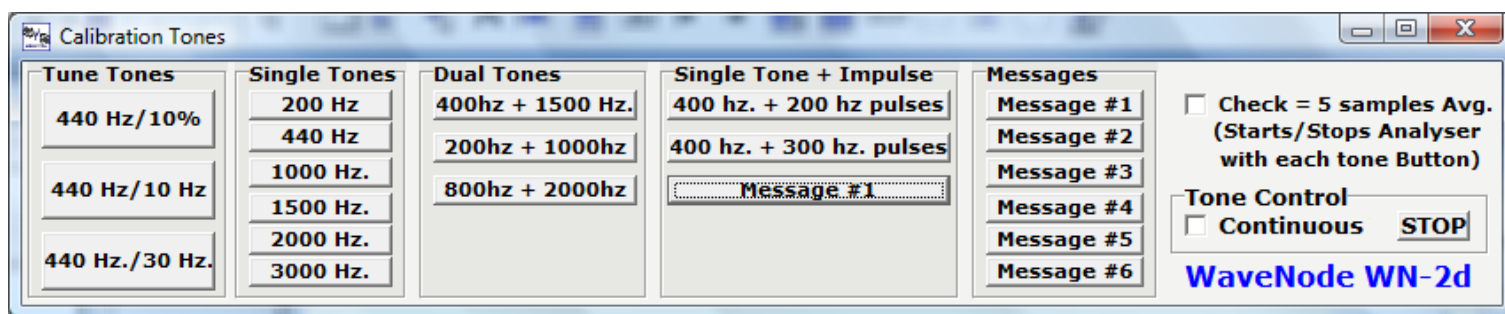 Calibration Tones
Tune Tones
440 Hz/10%
440 Hz/10 Hz
440 Hz./30 Hz.
Single Tones
200 Hz
440 Hz
1000 Hz.
1500 Hz.
2000 Hz.
3000 Hz.
Dual Tones
400hz + 1500 Hz.
200hz + 1000hz
800hz + 2000hz
Single Tone + Impulse
400 hz. + 200 hz pulses
400 hz. + 300 hz. pulses
Message #1
Messages
Message #1
Message #2
Message #3
Message #4
Message #5
Message #6
Check = 5 samples Avg.
(Starts/Stops Analyser
with each tone Button)
Tone Control
Continuous STOP
WaveNode WN-2d